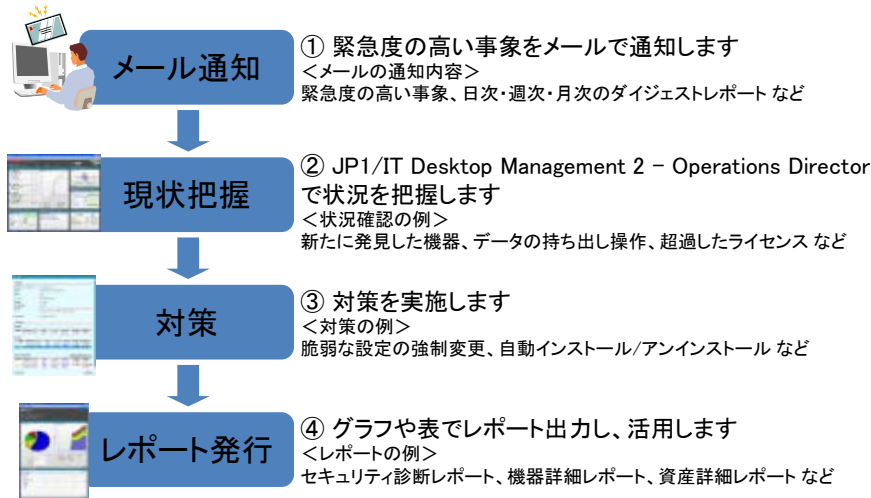 メール通知
① 緊急度の高い事象をメールで通知します
＜メールの通知内容＞
緊急度の高い事象、日次・週次・月次のダイジェストレポート など
現状把握
② JP1/IT Desktop Management 2 − Operations Director
で状況を把握します
＜状況確認の例＞
新たに発見した機器、データの持ち出し操作、超過したライセンス など
対策
③ 対策を実施します
＜対策の例＞
脆弱な設定の強制変更、自動インストール/アンインストール など
レポート発行
④ グラフや表でレポート出力し、活用します
＜レポートの例＞
セキュリティ診断レポート、機器詳細レポート、資産詳細レポート など